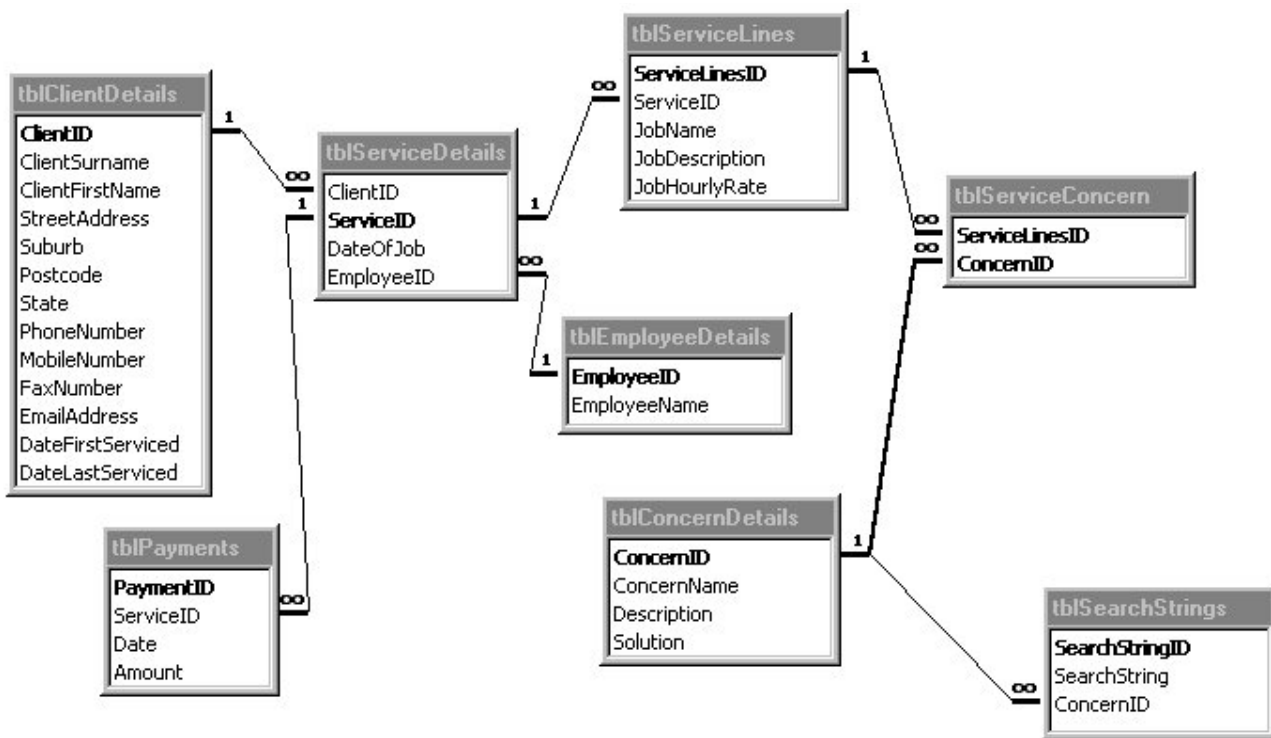 tblClientDetails
ClientID
ClientSurname
ClientFirstName
StreetAddress
Suburb
Postcode
State
PhoneNumber
MobileNumber
FaxNumber
EmailAddress
DateFirstServiced
DateLastServiced
1
∞
tblServiceDetails
ClientID
ServiceID
DateOfJob
EmployeeID
1
1
∞
∞
tblServiceLines
ServiceLinesID
ServiceID
JobName
JobDescription
JobHourlyRate
1
∞
tblServiceConcern
ServiceLinesID
ConcernID
∞
tblEmployeeDetails
EmployeeID
EmployeeName
1
tblPayments
PaymentID
ServiceID
Date
Amount
∞
tblConcernDetails
ConcernID
ConcernName
Description
Solution
1
tblSearchStrings
SearchStringID
SearchString
ConcernID
∞